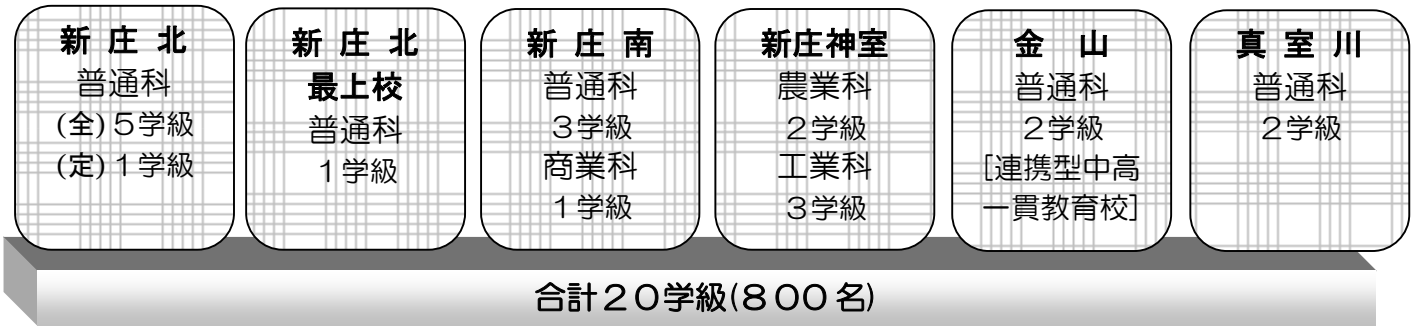 新 庄 北
普通科
(全)５学級
(定)１学級
新 庄 北
最上校
普通科
１学級
新 庄 南
普通科
３学級
商業科
１学級
新庄神室
農業科
２学級
工業科
３学級
金　山
普通科
２学級
[連携型中高
一貫教育校]
真 室 川
普通科
２学級
合計２０学級(８００名)